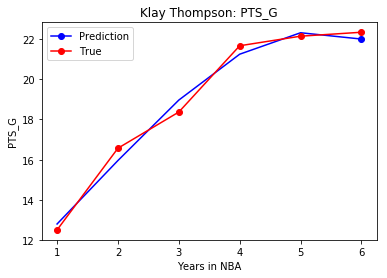 Klay Thompson: PTS_G
Prediction
True
PTS_G
22
20
18
16
14
12
1 2 3 4 5 6
Years in NBA